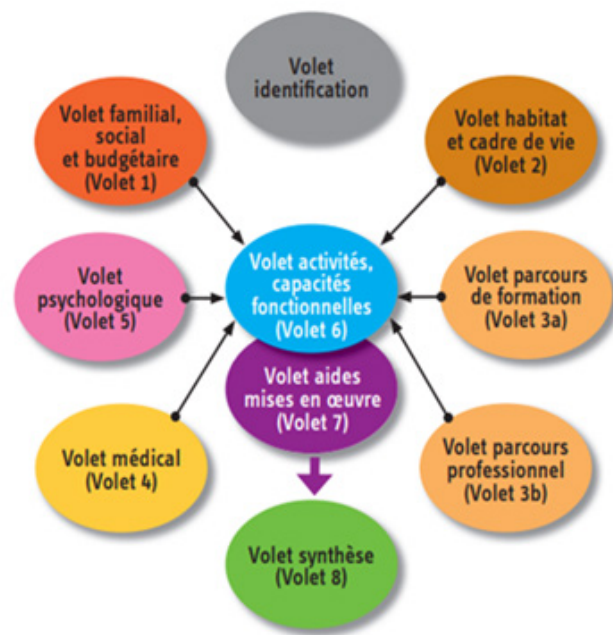 Volet
identification
Volet familial,
social
et budgétaire
(Volet 1)
Volet habitat
et cadre de vie
(Volet 2)
Volet activités,
capacités
fonctionnelles
(Volet 6)
Volet
psychologique
(Volet 5)
Volet parcours
de formation
(Volet 3a)
Volet aides
mises en œuvre
(Volet 7)
Volet médical
(Volet 4)
Volet parcours
professionnel
(Volet 3b)
Volet synthèse
(Volet 8)